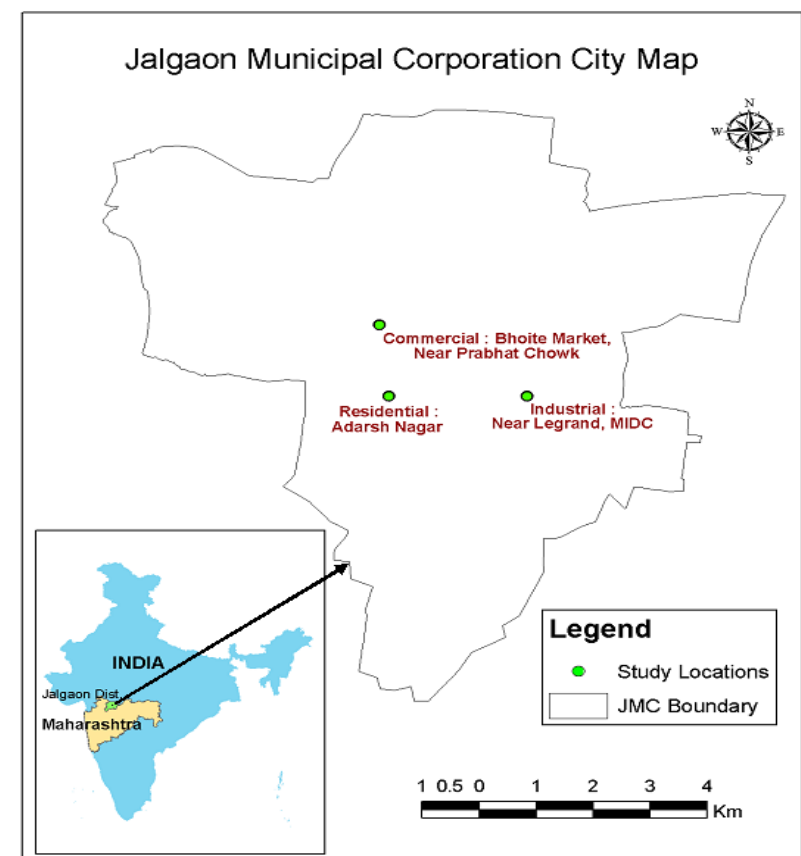 Jalgaon Municipal Corporation City Map
N
W E
S
Commercial : Bhoite Market,
Near Prabhat Chowk
Residential :
Adarsh Nagar
Industrial :
Near Legrand, MIDC
INDIA
Jalgaon Dist.
Maharashtra
Legend
Study Locations
JMC Boundary
1 0.5 0 1 2 3 4
Km